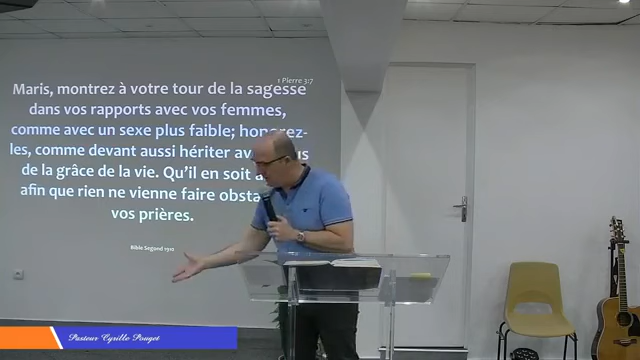 1 Pierre 3:7
Maris, montrez à votre tour de la sagesse
dans vos rapports avec vos femmes,
comme avec un sexe plus faible; honorez-
les, comme devant aussi hériter
de la grâce de la vie. Qu'il en soit
afin que rien ne vienne faire
vos prières.
Bible Segond 1910
Pasteur Cyrille Pouget